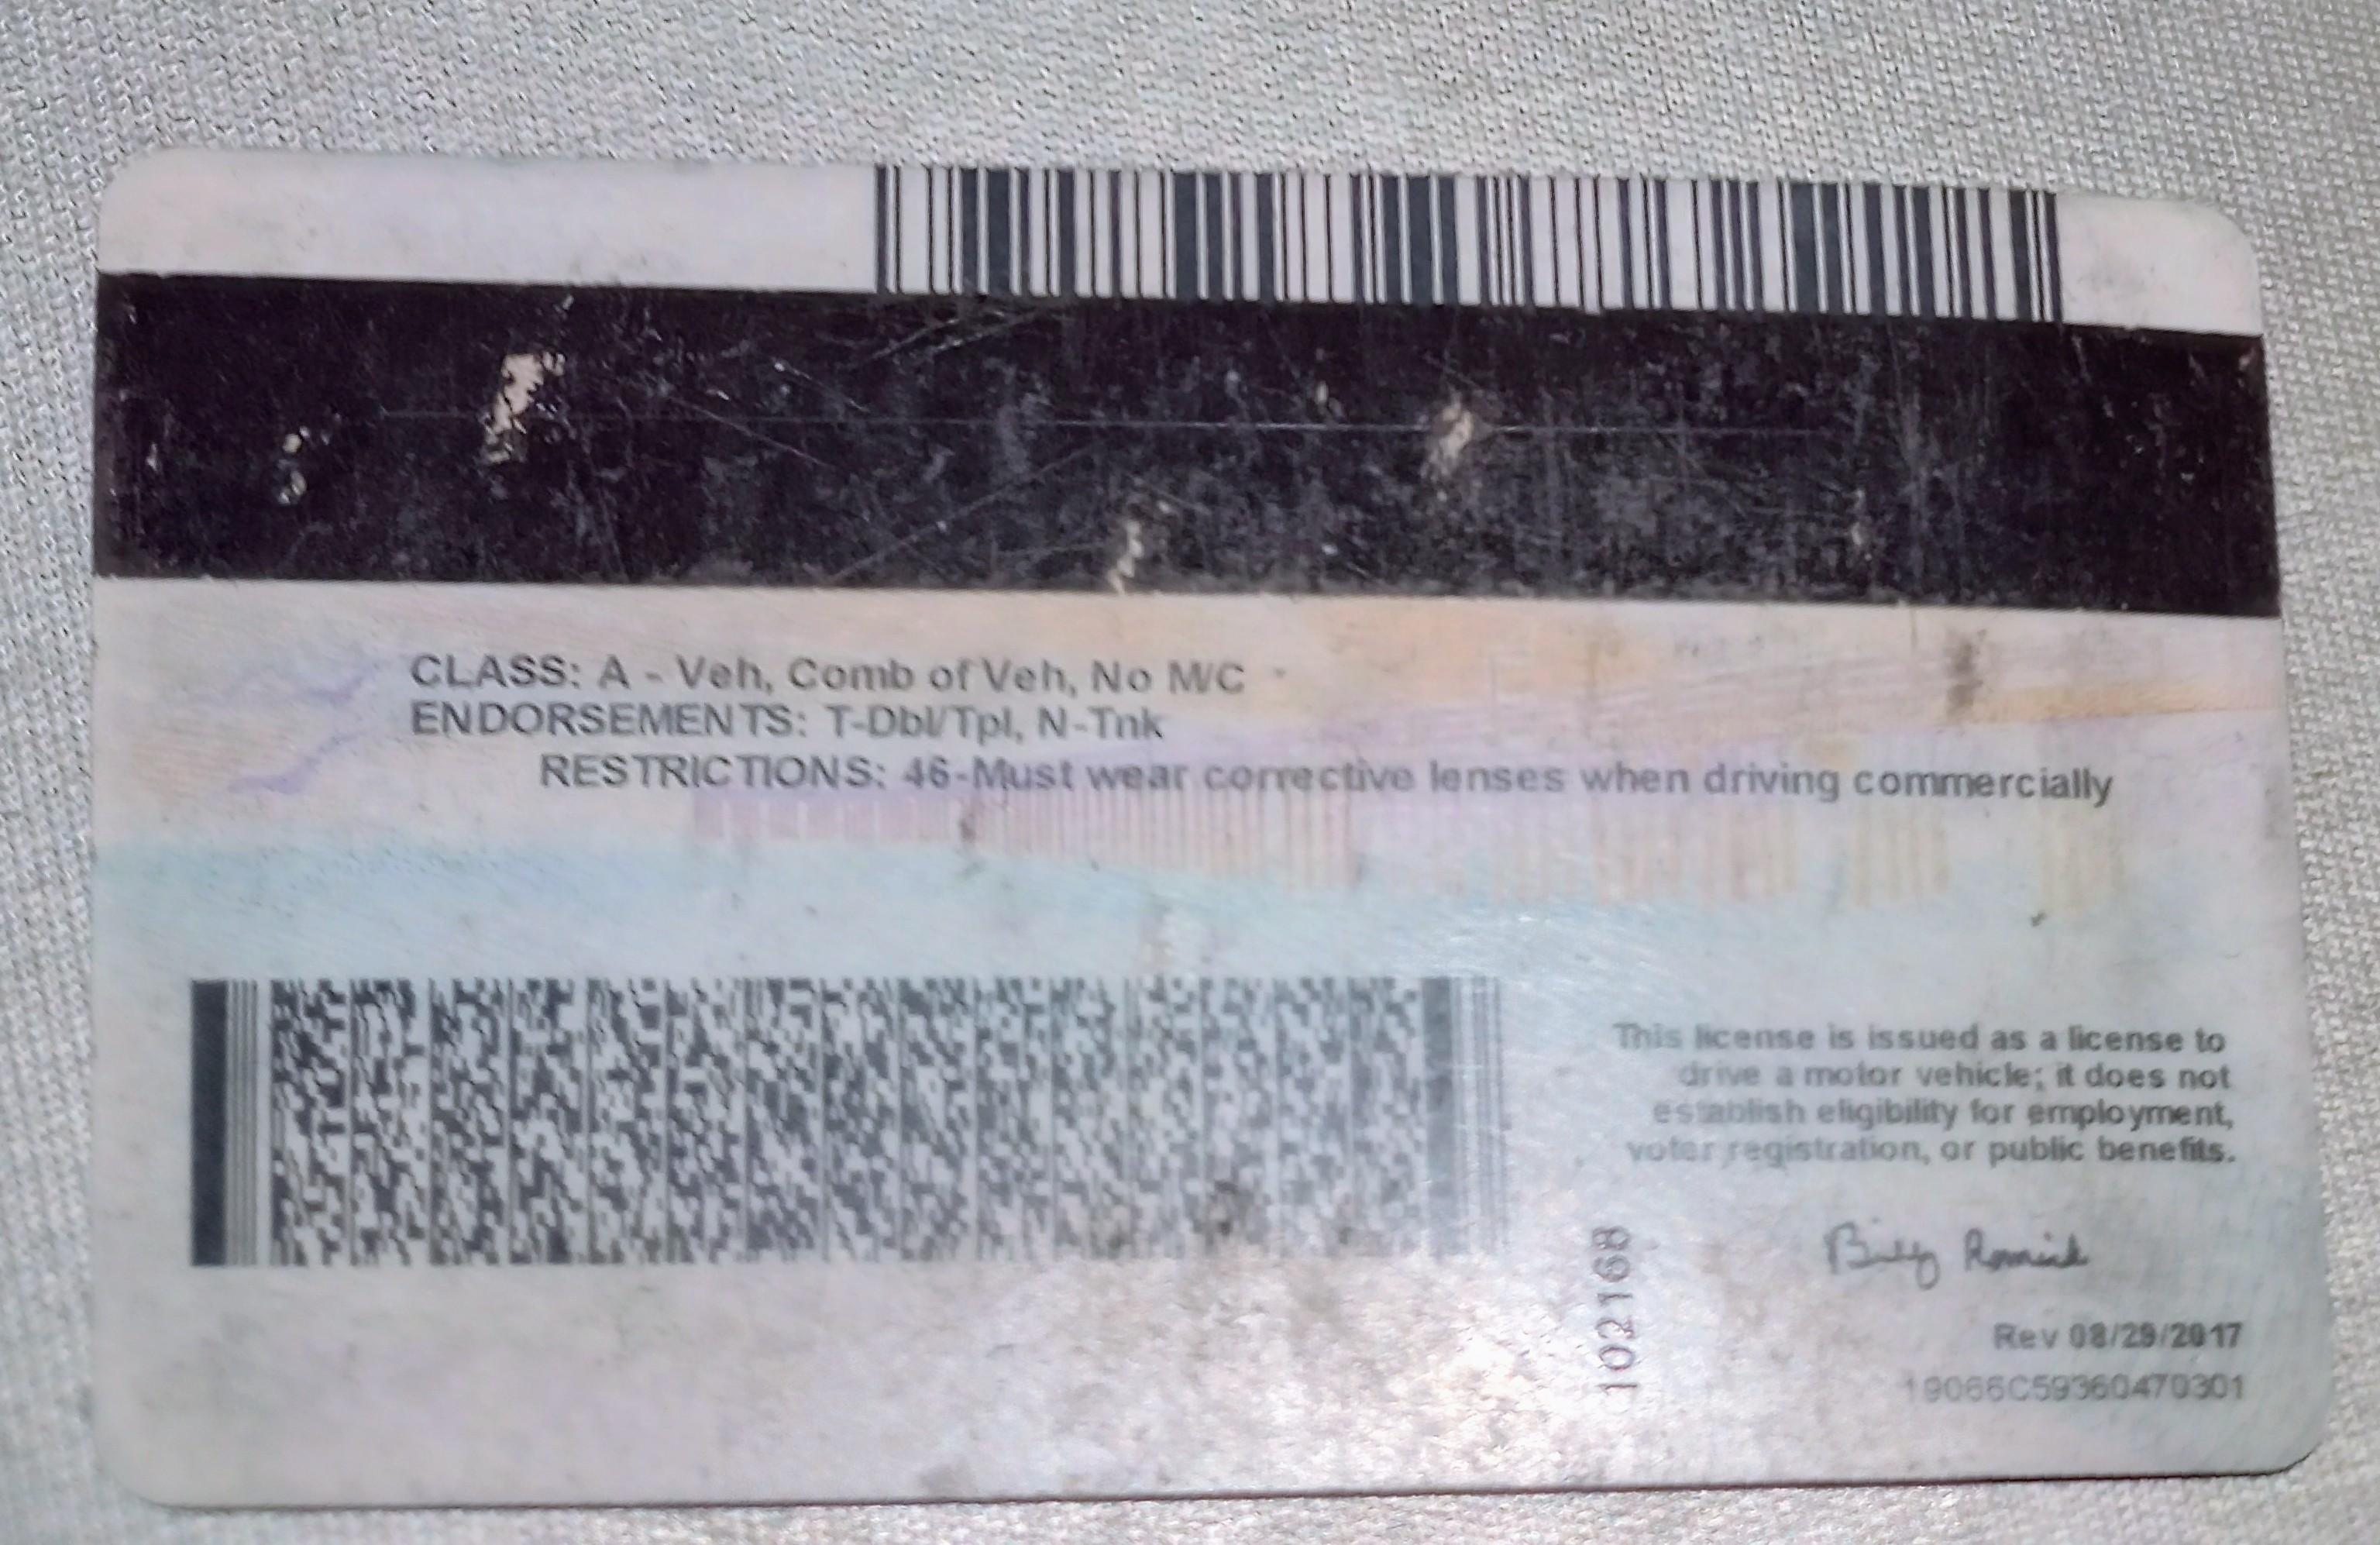 CLASS: A - Veh, Comb of Veh, No M/C
ENDORSEMENTS: T-Dbl/Tpl, N-Tnk
RESTRICTIONS: 46-Must wear corrective lenses when driving commercially
This license is issued as a license to
drive a motor vehicle; it does not
establish eligibility for employment,
voter registration, or public benefits.
102168
Billy Romick
Rev 08/29/2017
19066C59360470301